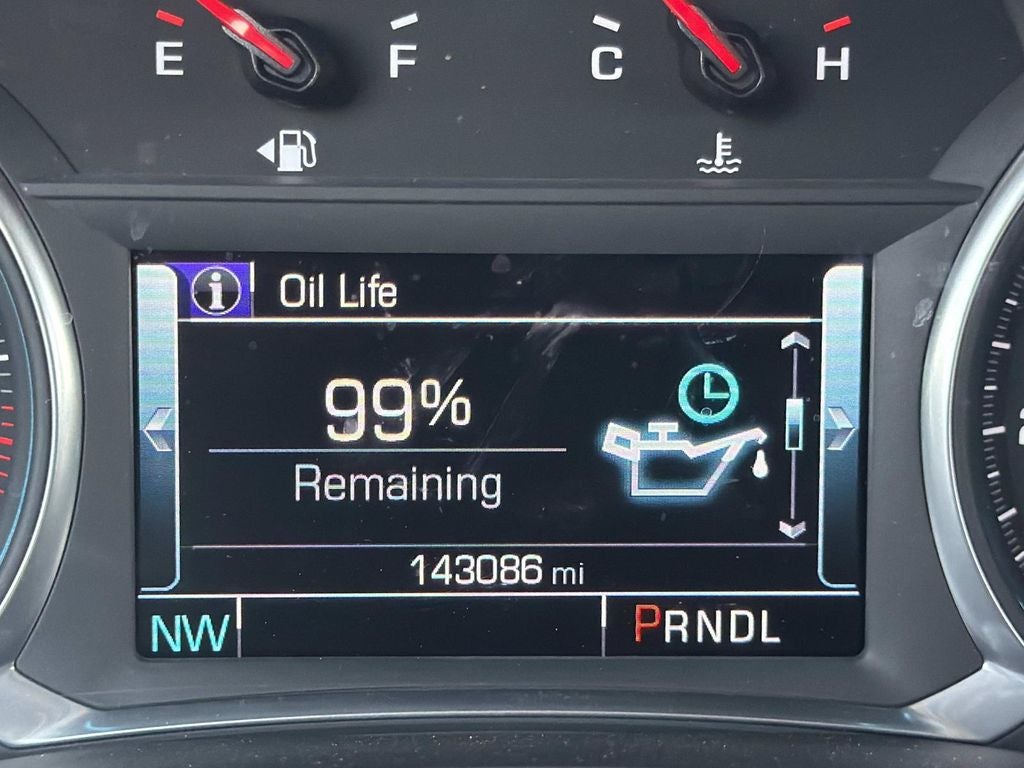 E F C H
i Oil Life
99%
Remaining
143086 mi
NW PRNDL